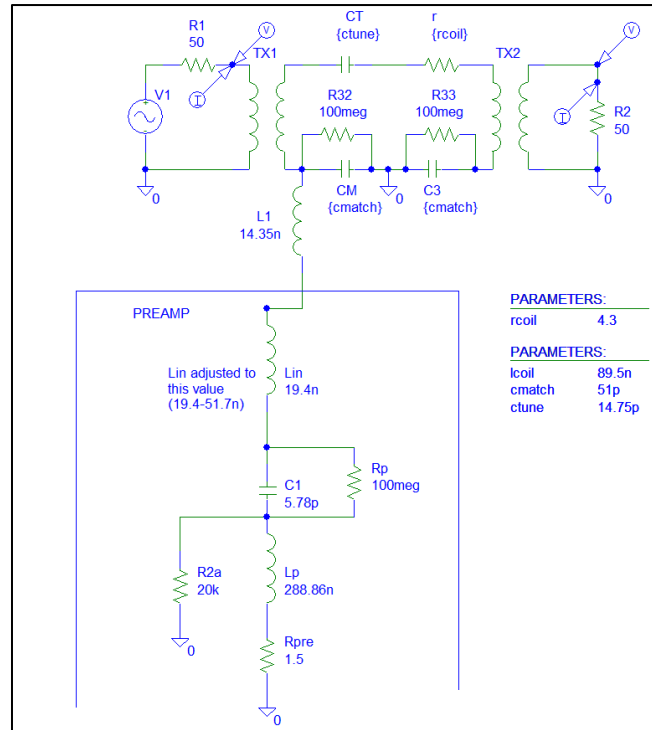 CT
{ctune}
r
{rcoil}
R1
50
V
TX1
TX2
V
I
V1
R32
100meg
R33
100meg
I
R2
50
0
CM
{cmatch}
0
C3
{cmatch}
0
L1
14.35n
PREAMP
PARAMETERS:
rcoil 4.3
PARAMETERS:
lcoil 89.5n
cmatch 51p
ctune 14.75p
Lin adjusted to
this value
(19.4-51.7n)
Lin
19.4n
C1
5.78p
Rp
100meg
R2a
20k
Lp
288.86n
0
Rpre
1.5
0